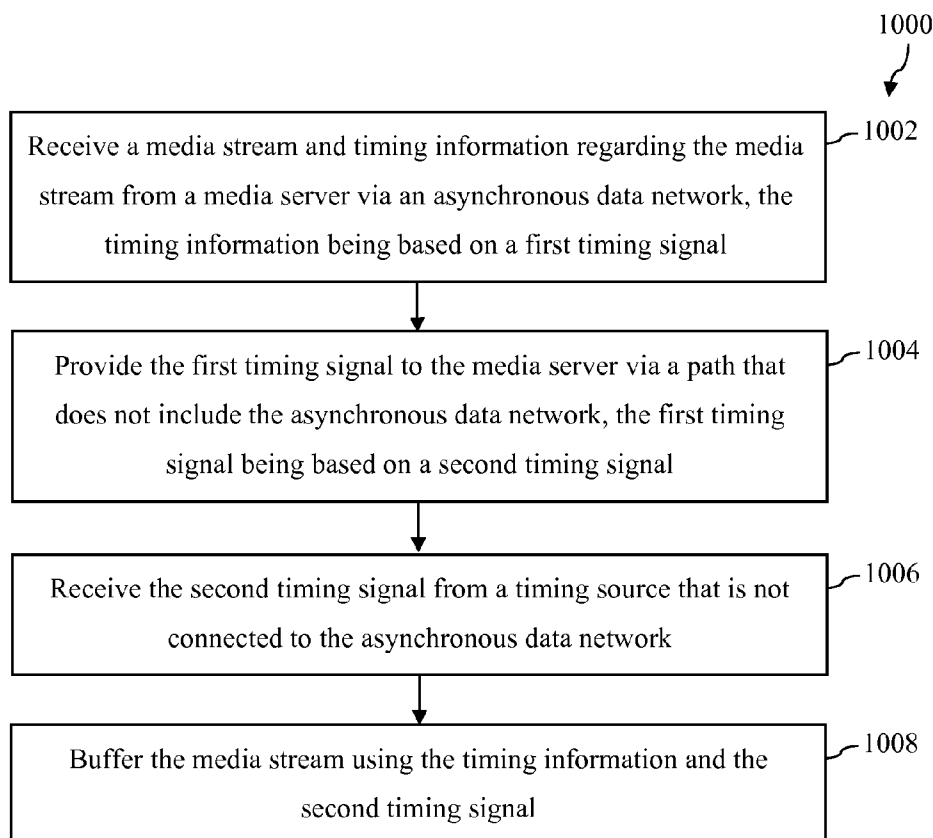 1000
1002
Receive a media stream and timing information regarding the media
stream from a media server via an asynchronous data network, the
timing information being based on a first timing signal
1004
Provide the first timing signal to the media server via a path that
does not include the asynchronous data network, the first timing
signal being based on a second timing signal
1006
Receive the second timing signal from a timing source that is not
connected to the asynchronous data network
1008
Buffer the media stream using the timing information and the
second timing signal